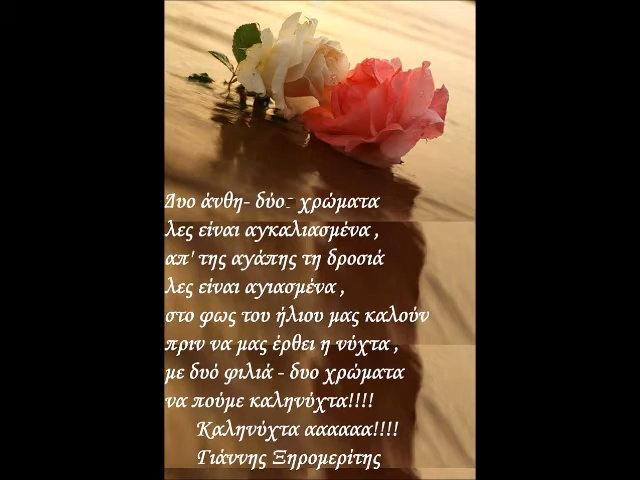 Δυο άνθη- δύο- χρώματα
λες είναι αγκαλιασμένα ,
απ' της αγάπης τη δροσιά
λες είναι αγιασμένα ,
στο φως του ήλιου μας καλούν
πριν να μας έρθει η νύχτα ,
με δυό φιλιά - δυο χρώματα
να πούμε καληνύχτα!!!!
Καληνύχτα αααααα!!!!
Γιάννης Ξηρομερίτης